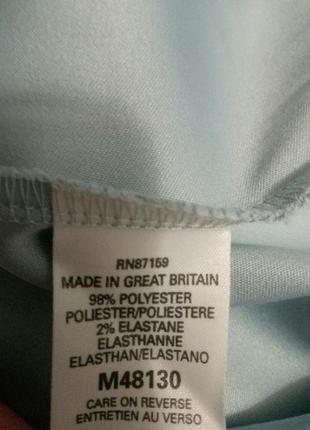 RN87159
MADE IN GREAT BRITAIN
98% POLYESTER
POLIESTER/POLIESTERE
2% ELASTANE
ELASTHANNE
ELASTHAN/ELASTANO
M48130
CARE ON REVERSE
ENTRETIEN AU VERSO